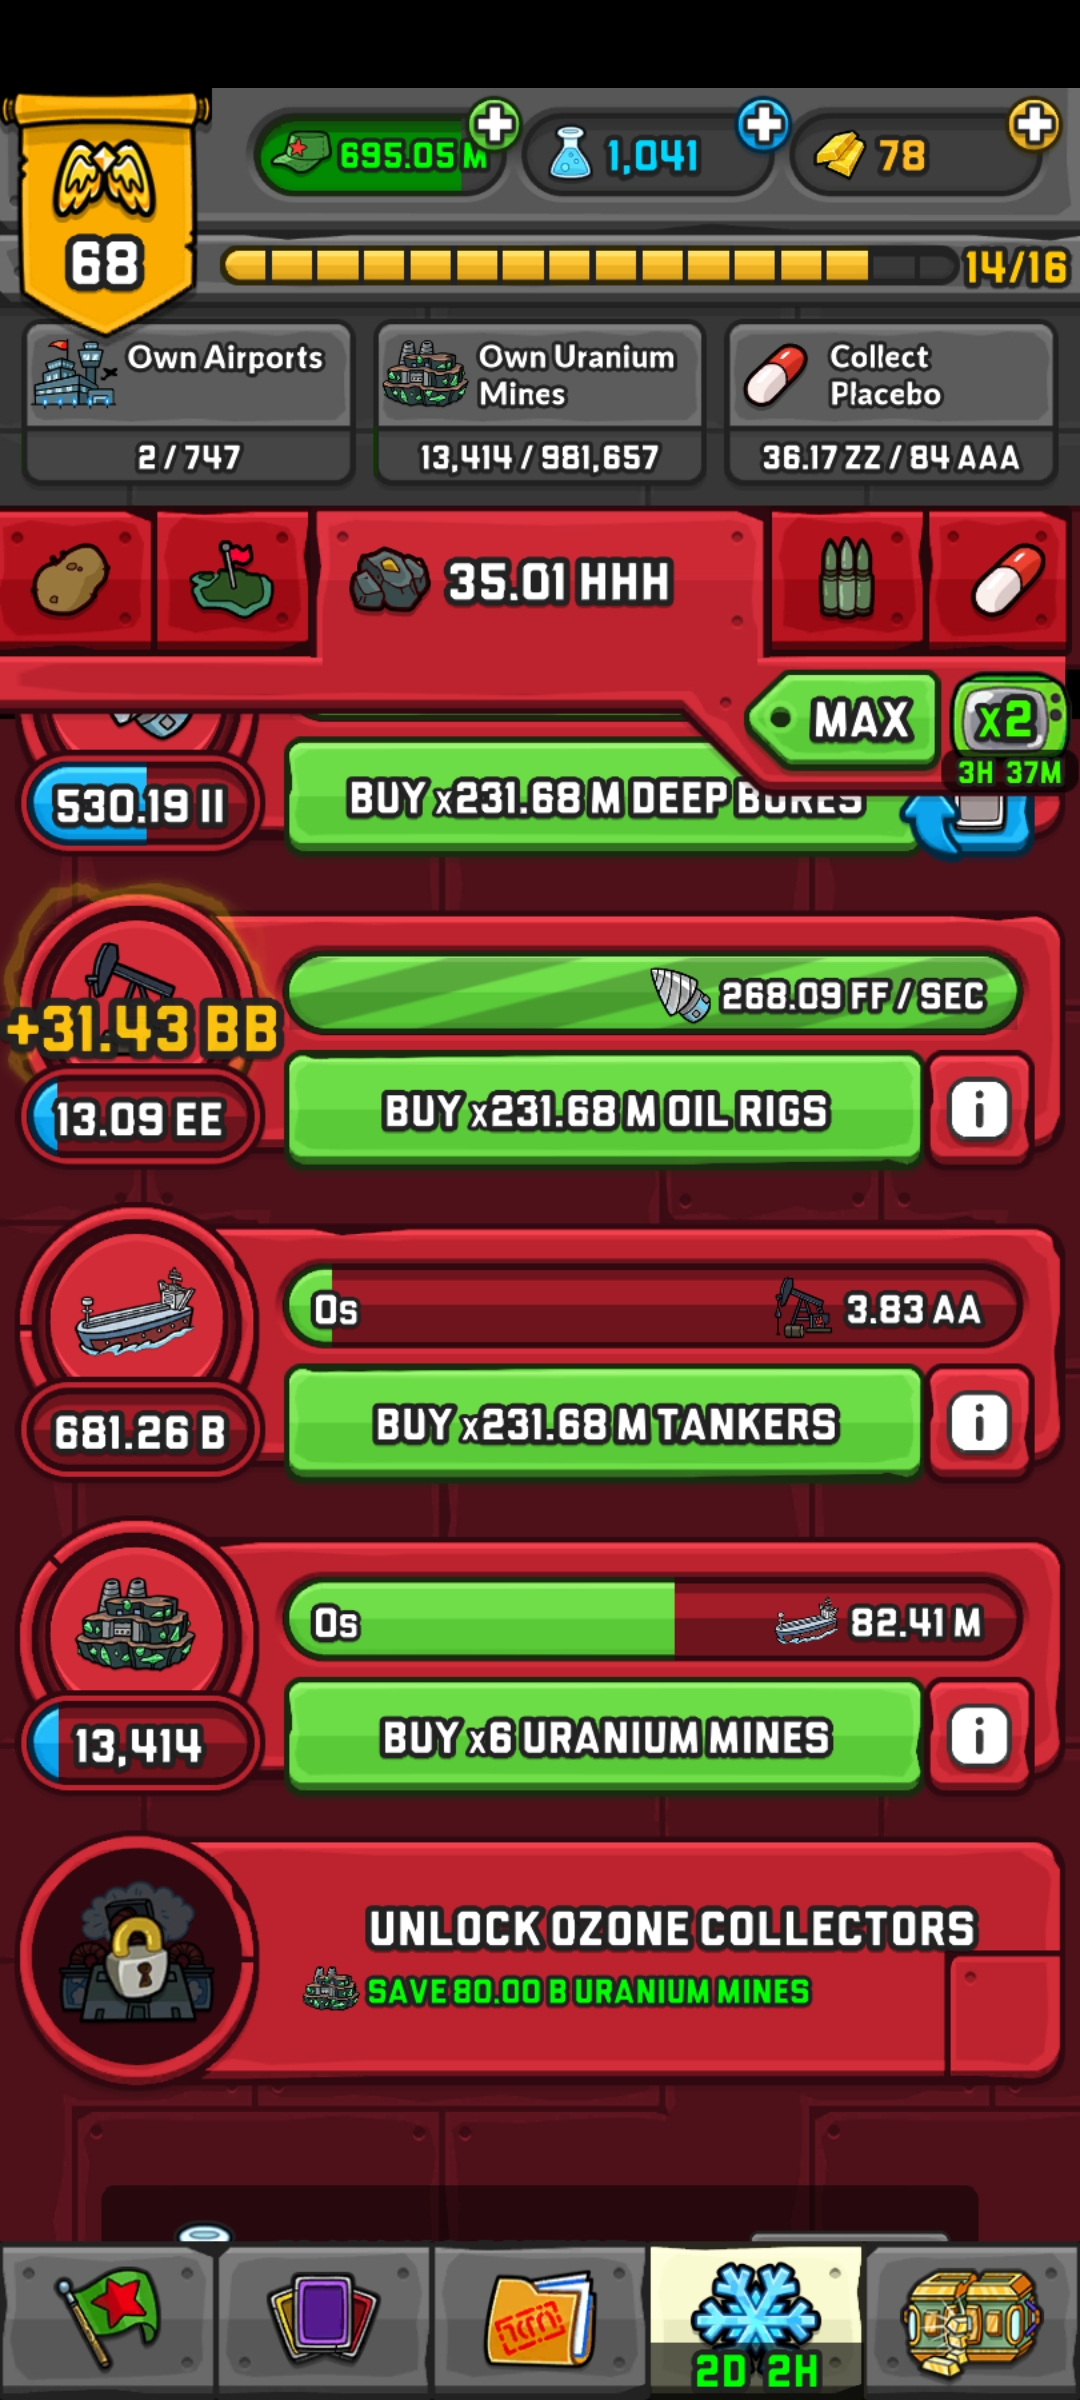 695.05 M
1,041
78
68
14/16
Own Airports
2 / 747
Own Uranium
Mines
13,414 / 981,657
Collect
Placebo
36.17 ZZ / 84 AAA
35.01 HHH
MAX
x2
3H 37M
530.19 II
BUY x231.68 M DEEP BORES
+31.43 BB
268.09 FF / SEC
13.09 EE
BUY x231.68 M OIL RIGS
i
0s
3.83 AA
681.26 B
BUY x231.68 M TANKERS
i
0s
82.41 M
13,414
BUY x6 URANIUM MINES
i
UNLOCK OZONE COLLECTORS
SAVE 80.00 B URANIUM MINES
2D 2H